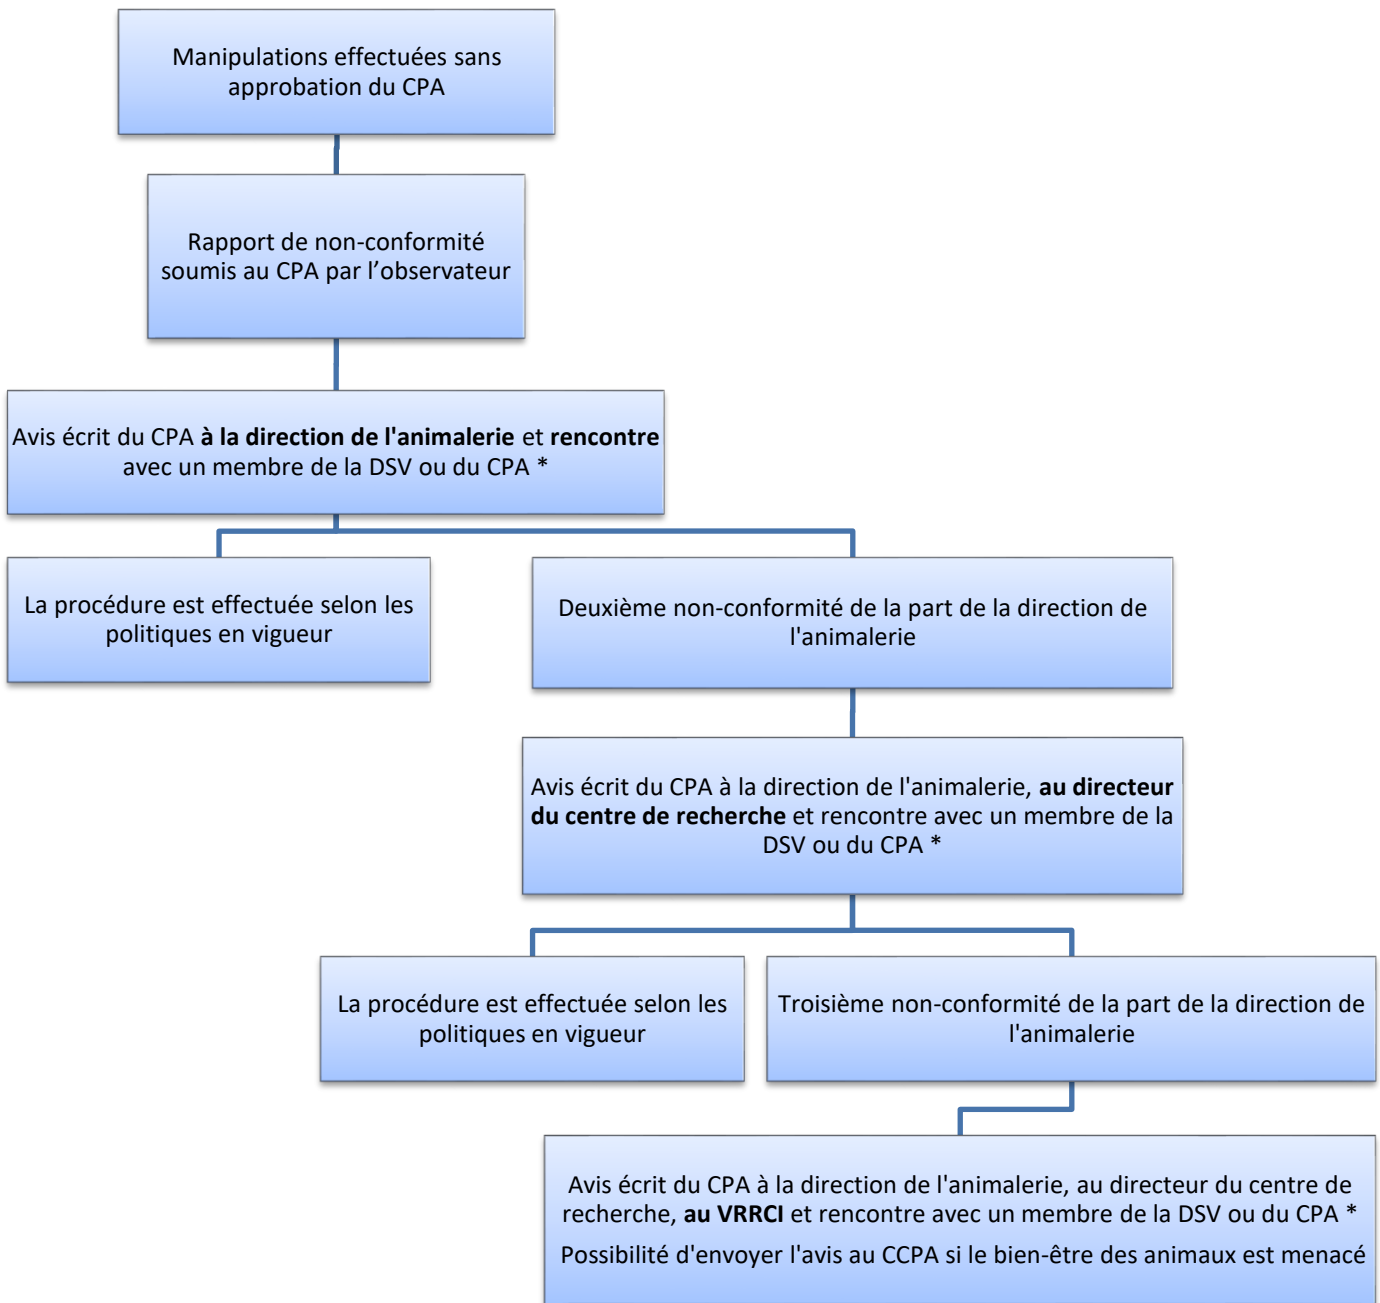 Manipulations effectuées sans
approbation du CPA
Rapport de non-conformité
soumis au CPA par l’observateur
Avis écrit du CPA à la direction de l'animalerie et rencontre
avec un membre de la DSV ou du CPA *
La procédure est effectuée selon les
politiques en vigueur
Deuxième non-conformité de la part de la direction de
l'animalerie
Avis écrit du CPA à la direction de l'animalerie, au directeur
du centre de recherche et rencontre avec un membre de la
DSV ou du CPA *
La procédure est effectuée selon les
politiques en vigueur
Troisième non-conformité de la part de la direction de
l'animalerie
Avis écrit du CPA à la direction de l'animalerie, au directeur du centre de
recherche, au VRRCI et rencontre avec un membre de la DSV ou du CPA *
Possibilité d'envoyer l'avis au CCPA si le bien-être des animaux est menacé